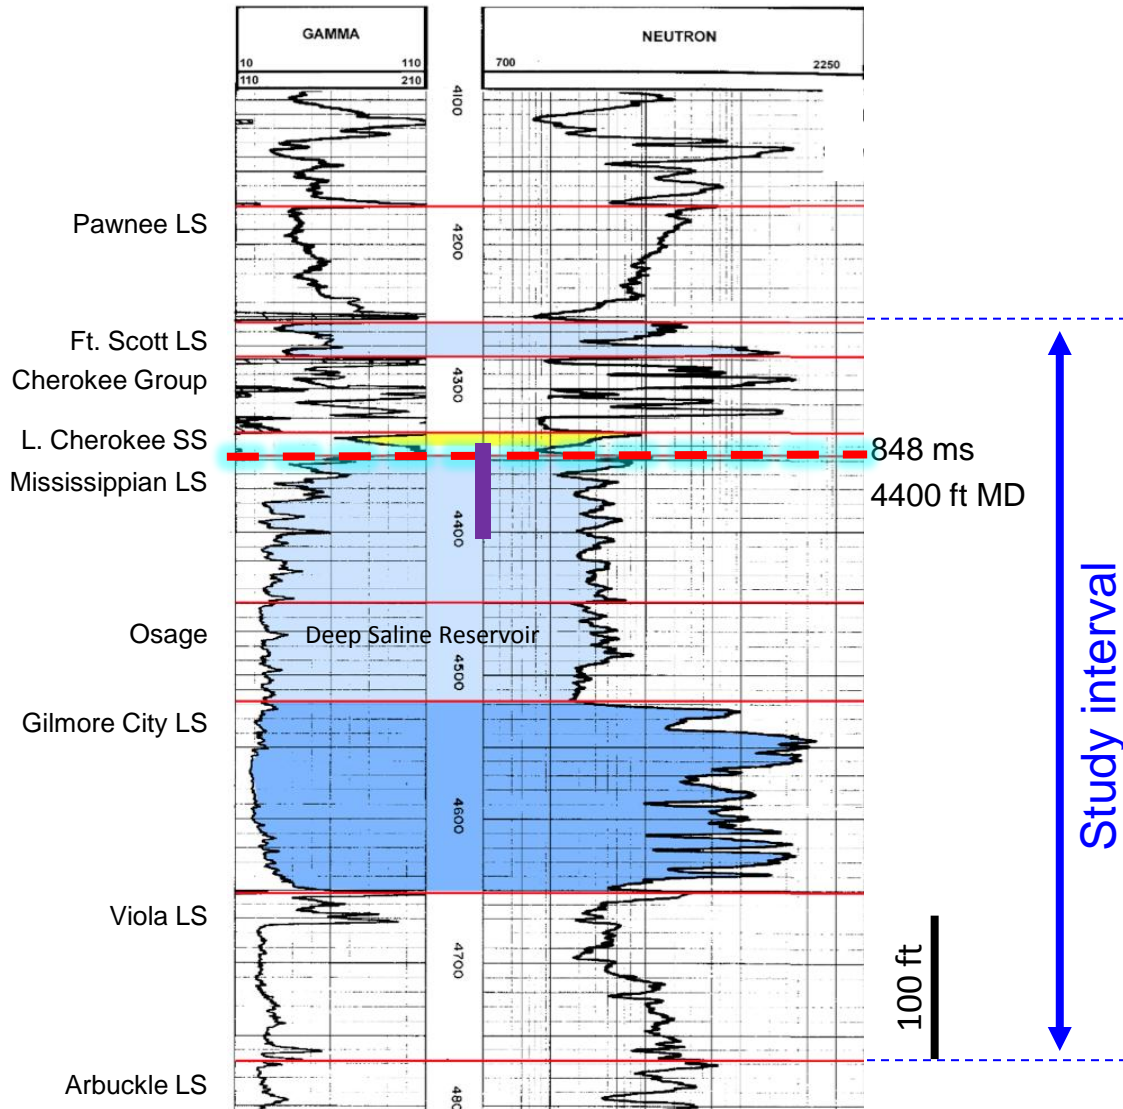 GAMMA
NEUTRON
10 110
110 210
700 2250
4100
Pawnee LS
4200
Ft. Scott LS
Cherokee Group
4300
L. Cherokee SS
848 ms
Mississippian LS
4400 ft MD
4400
Osage
Deep Saline Reservoir
4500
Gilmore City LS
Study interval
4600
Viola LS
4700
100 ft
Arbuckle LS